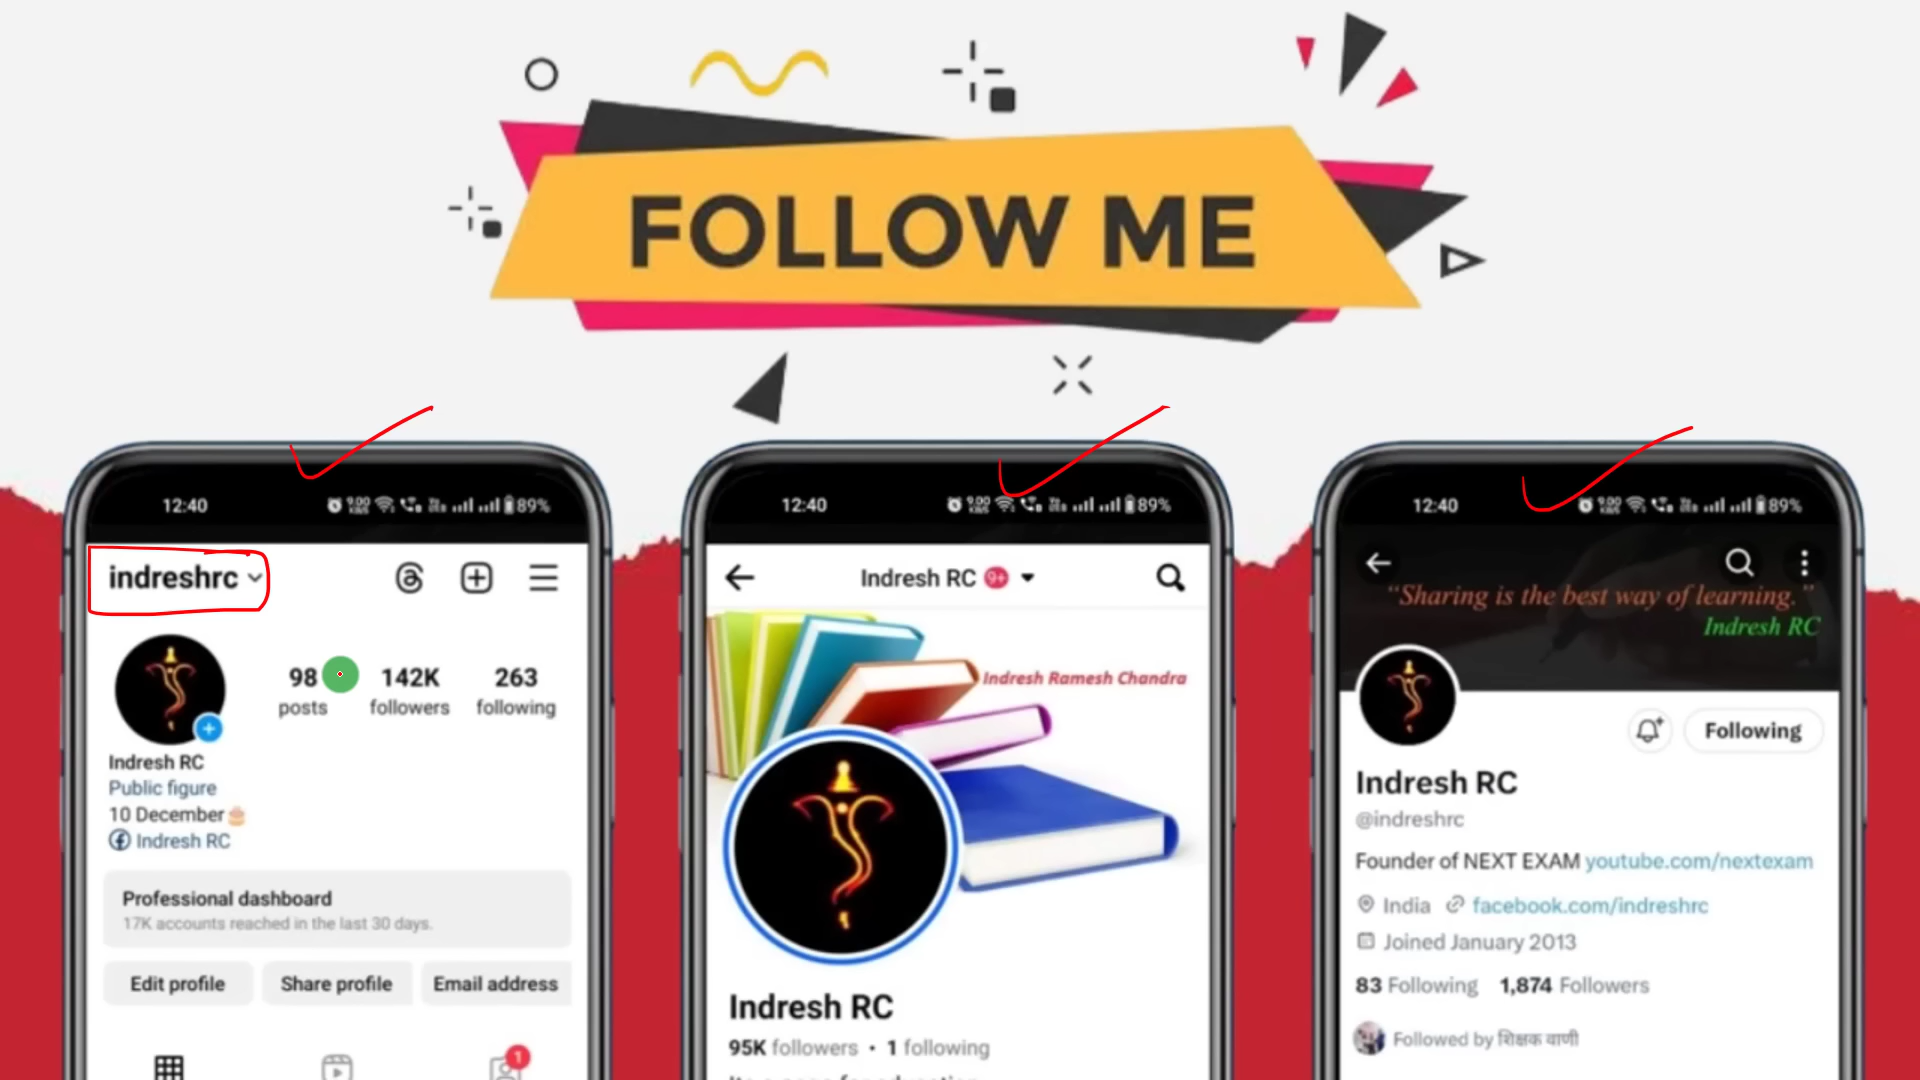 FOLLOW ME
12:40
89%
indreshrc
98
posts
142K
followers
263
following
Indresh RC
Public figure
10 December
Indresh RC
Professional dashboard
17K accounts reached in the last 30 days.
Edit profile
Share profile
Email address
1
12:40
89%
Indresh RC 9+
Indresh Ramesh Chandra
Indresh RC
95K followers • 1 following
12:40
89%
“Sharing is the best way of learning.”
Indresh RC
Following
Indresh RC
@indreshrc
Founder of NEXT EXAM youtube.com/nextexam
India facebook.com/indreshrc
Joined January 2013
83 Following 1,874 Followers
Followed by शिक्षक वाणी